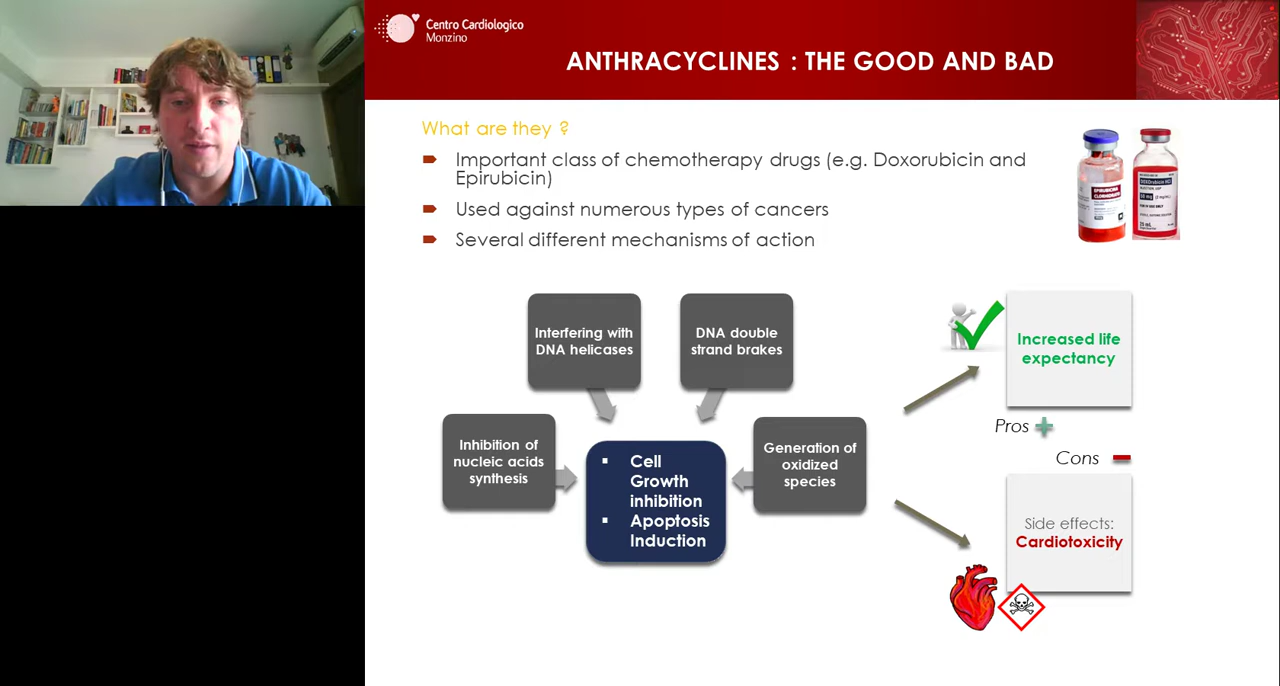 Centro Cardiologico
Monzino
ANTHRACYCLINES : THE GOOD AND BAD
What are they ?
Important class of chemotherapy drugs (e.g. Doxorubicin and
Epirubicin)
Used against numerous types of cancers
Several different mechanisms of action
Interfering with
DNA helicases
DNA double
strand brakes
Inhibition of
nucleic acids
synthesis
Generation of
oxidized
species
Cell
Growth
inhibition
Apoptosis
Induction
Increased life
expectancy
Pros
Cons
Side effects:
Cardiotoxicity
EPIRUBICIN
DOXOrubicin HCl